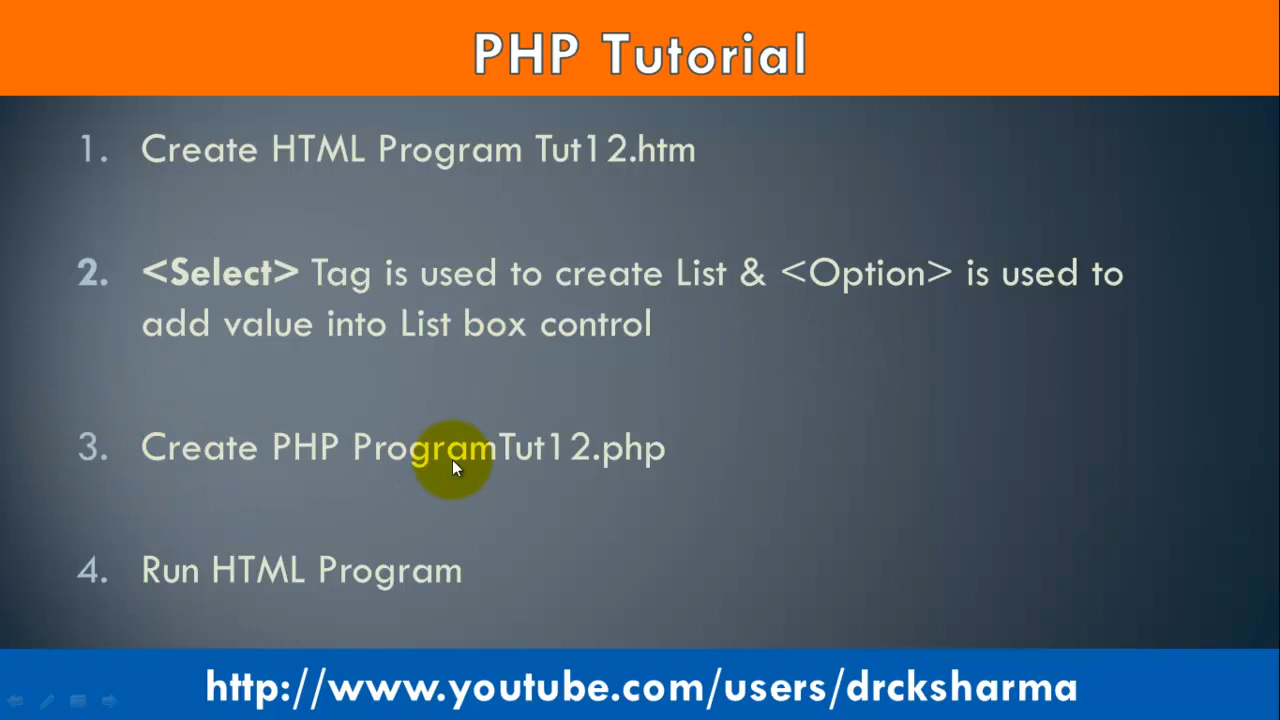 PHP Tutorial
1. Create HTML Program Tut12.htm
2. <Select> Tag is used to create List & <Option> is used to
add value into List box control
3. Create PHP ProgramTut12.php
4. Run HTML Program
http://www.youtube.com/users/drcksharma